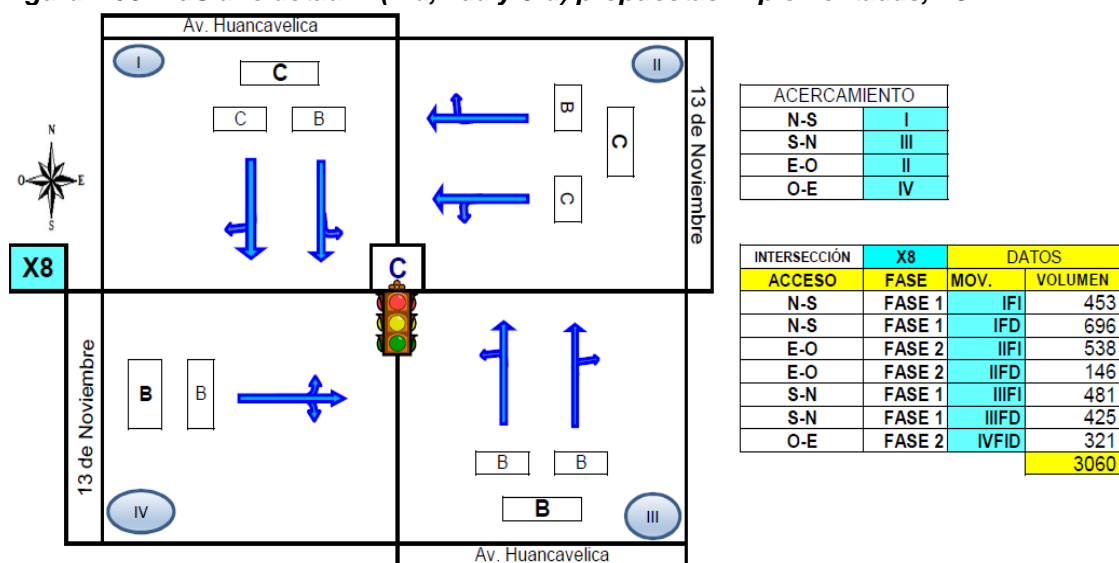 Av. Huancavelica
I
C
C
B
II
B
C
C
13 de Noviembre
N
O
E
S
X8
C
13 de Noviembre
B
B
IV
B
B
B
III
Av. Huancavelica
ACERCAMIENTO
N-S I
S-N III
E-O II
O-E IV
INTERSECCIÓN X8 DATOS
ACCESO FASE MOV. VOLUMEN
N-S FASE 1 IFI 453
N-S FASE 1 IFD 696
E-O FASE 2 IIFI 538
E-O FASE 2 IIFD 146
S-N FASE 1 IIIFI 481
S-N FASE 1 IIIFD 425
O-E FASE 2 IVFID 321
3060